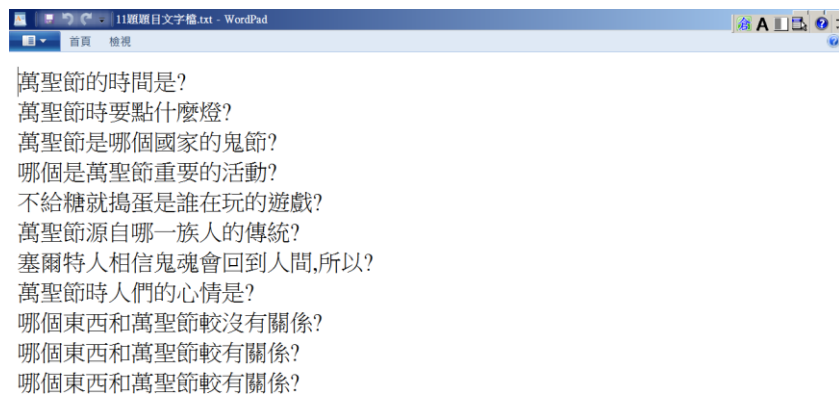 11題題目文字檔.txt - WordPad
倉 A
首頁 檢視
萬聖節的時間是?
萬聖節時要點什麼燈?
萬聖節是哪個國家的鬼節?
哪個是萬聖節重要的活動?
不給糖就搗蛋是誰在玩的遊戲?
萬聖節源自哪一族人的傳統?
塞爾特人相信鬼魂會回到人間,所以?
萬聖節時人們的心情是?
哪個東西和萬聖節較沒有關係?
哪個東西和萬聖節較有關係?
哪個東西和萬聖節較有關係?